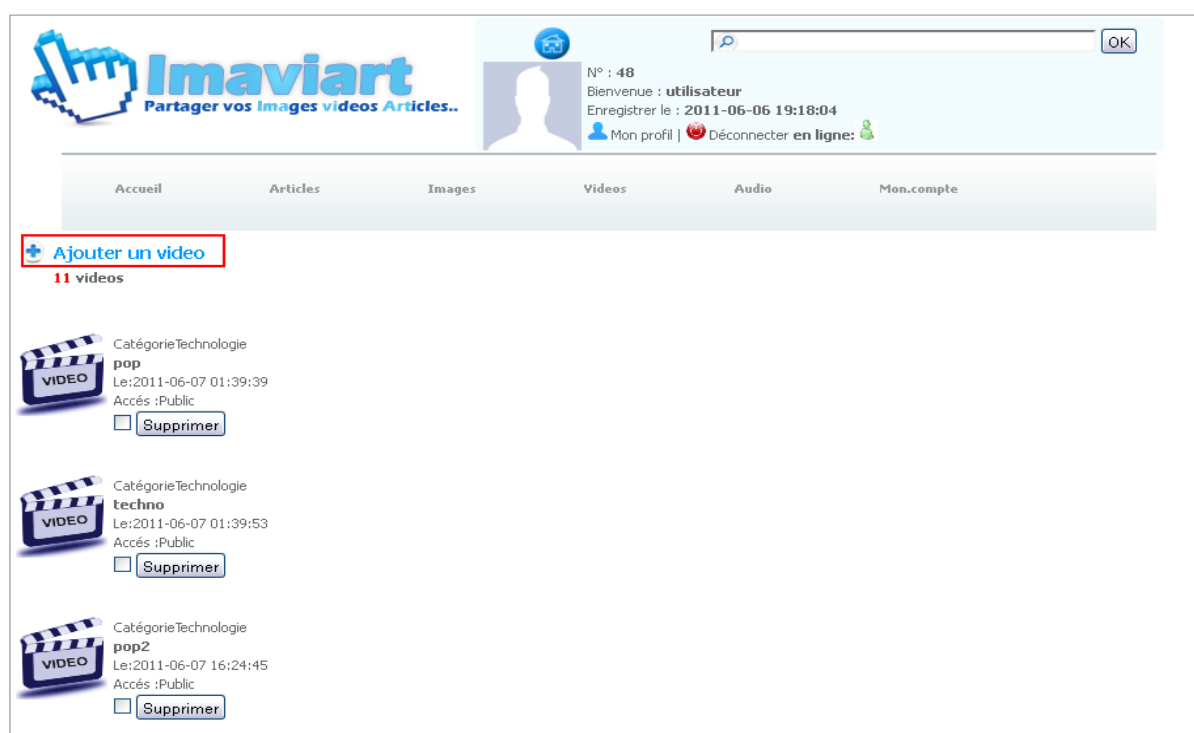 Imaviart
Partager vos Images videos Articles..
OK
N° : 48
Bienvenue : utilisateur
Enregistrer le : 2011-06-06 19:18:04
Mon profil | Déconnecter en ligne:
Accueil Articles Images Videos Audio Mon.compte
Ajouter un video
11 videos
VIDEO
CatégorieTechnologie
pop
Le:2011-06-07 01:39:39
Accés :Public
Supprimer
VIDEO
CatégorieTechnologie
techno
Le:2011-06-07 01:39:53
Accés :Public
Supprimer
VIDEO
CatégorieTechnologie
pop2
Le:2011-06-07 16:24:45
Accés :Public
Supprimer